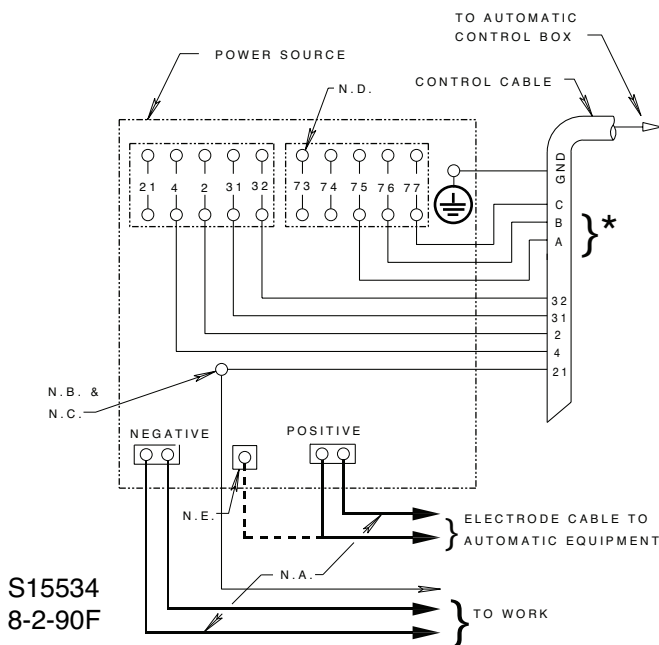 TO AUTOMATIC
CONTROL BOX
POWER SOURCE
CONTROL CABLE
N.D.
21 4 2 31 32 73 74 75 76 77
GND
C
B
A
} *
32
31
2
4
21
N.B. &
N.C.
NEGATIVE
POSITIVE
N.E.
ELECTRODE CABLE TO
AUTOMATIC EQUIPMENT
N.A.
TO WORK
S15534
8-2-90F